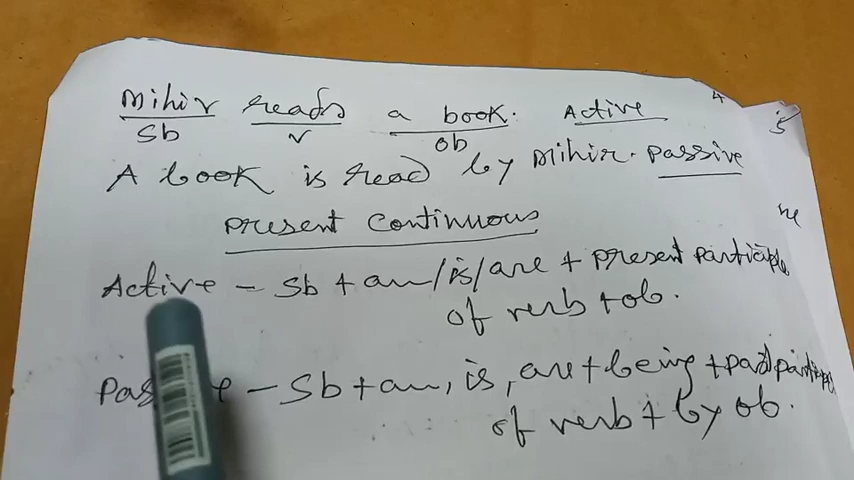 Mihir reads a book. Active
Sb v ob
A book is read by Mihir. passive
present continuous
Active - Sb + am/is/are + present participle
of verb + ob.
- Sb + am, is, are + being + past participle
of verb + by ob.